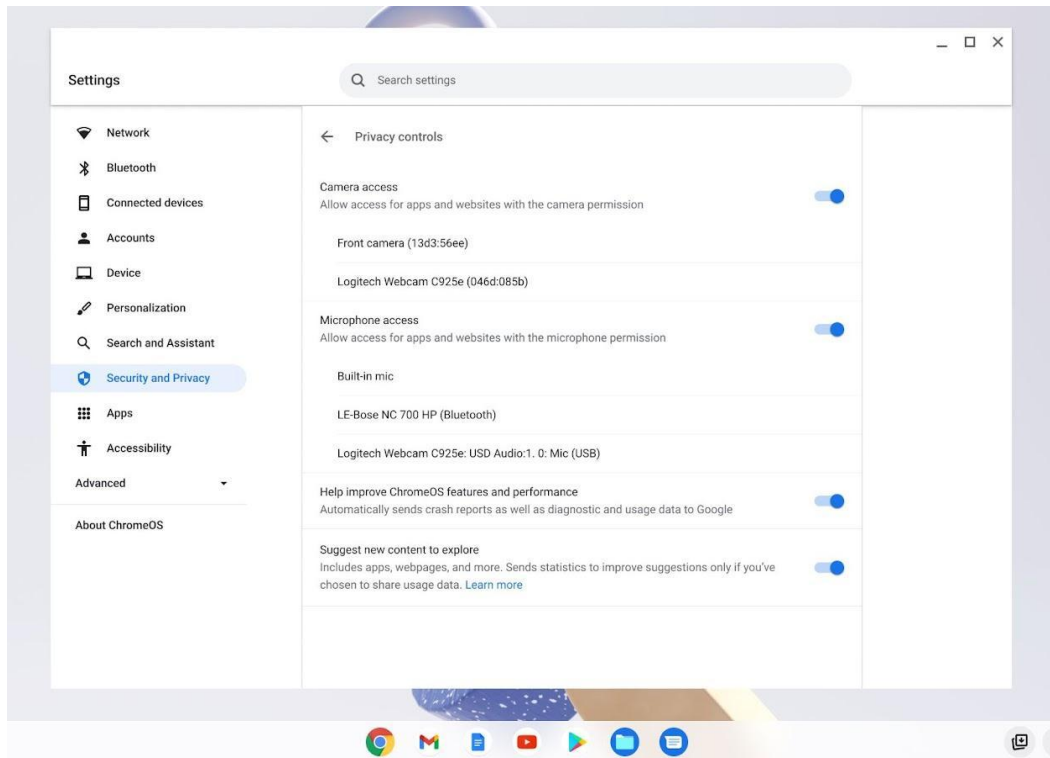 Settings
Search settings
Network
Bluetooth
Connected devices
Accounts
Device
Personalization
Search and Assistant
Security and Privacy
Apps
Accessibility
Advanced
About ChromeOS
Privacy controls
Camera access
Allow access for apps and websites with the camera permission
Front camera (13d3:56ee)
Logitech Webcam C925e (046d:085b)
Microphone access
Allow access for apps and websites with the microphone permission
Built-in mic
LE-Bose NC 700 HP (Bluetooth)
Logitech Webcam C925e: USD Audio:1. 0: Mic (USB)
Help improve ChromeOS features and performance
Automatically sends crash reports as well as diagnostic and usage data to Google
Suggest new content to explore
Includes apps, webpages, and more. Sends statistics to improve suggestions only if you've
chosen to share usage data. Learn more